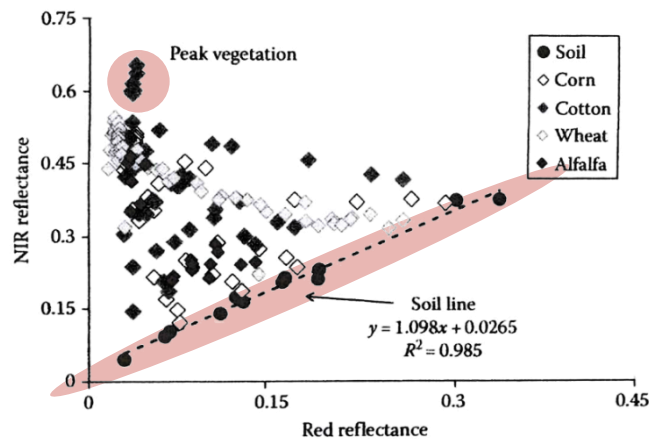 0.75
Peak vegetation
Soil
Corn
Cotton
Wheat
Alfalfa
0.6
0.45
0.3
0.15
0
NIR reflectance
Soil line
y = 1.098x + 0.0265
R² = 0.985
0
0.15
0.3
0.45
Red reflectance